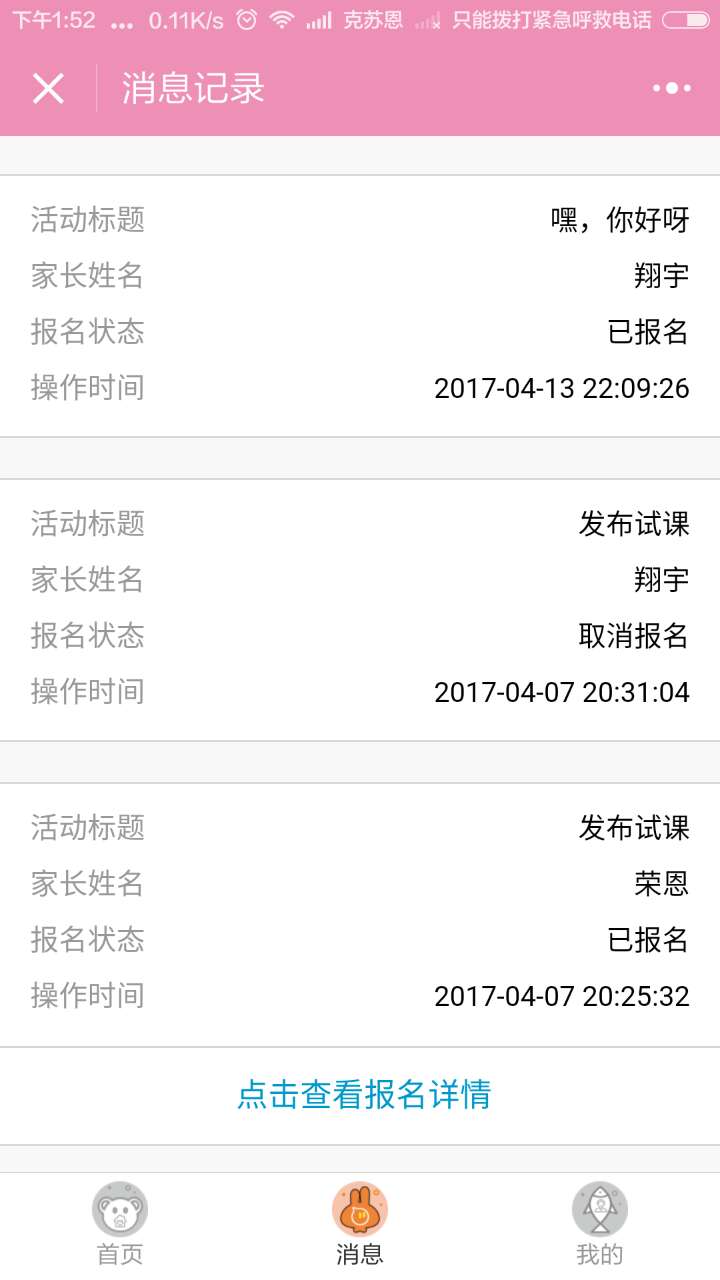 下午1:52 ... 0.11K/s 克苏恩 只能拨打紧急呼救电话
消息记录
活动标题 嘿，你好呀
家长姓名 翔宇
报名状态 已报名
操作时间 2017-04-13 22:09:26
活动标题 发布试课
家长姓名 翔宇
报名状态 取消报名
操作时间 2017-04-07 20:31:04
活动标题 发布试课
家长姓名 荣恩
报名状态 已报名
操作时间 2017-04-07 20:25:32
点击查看报名详情
首页 消息 我的